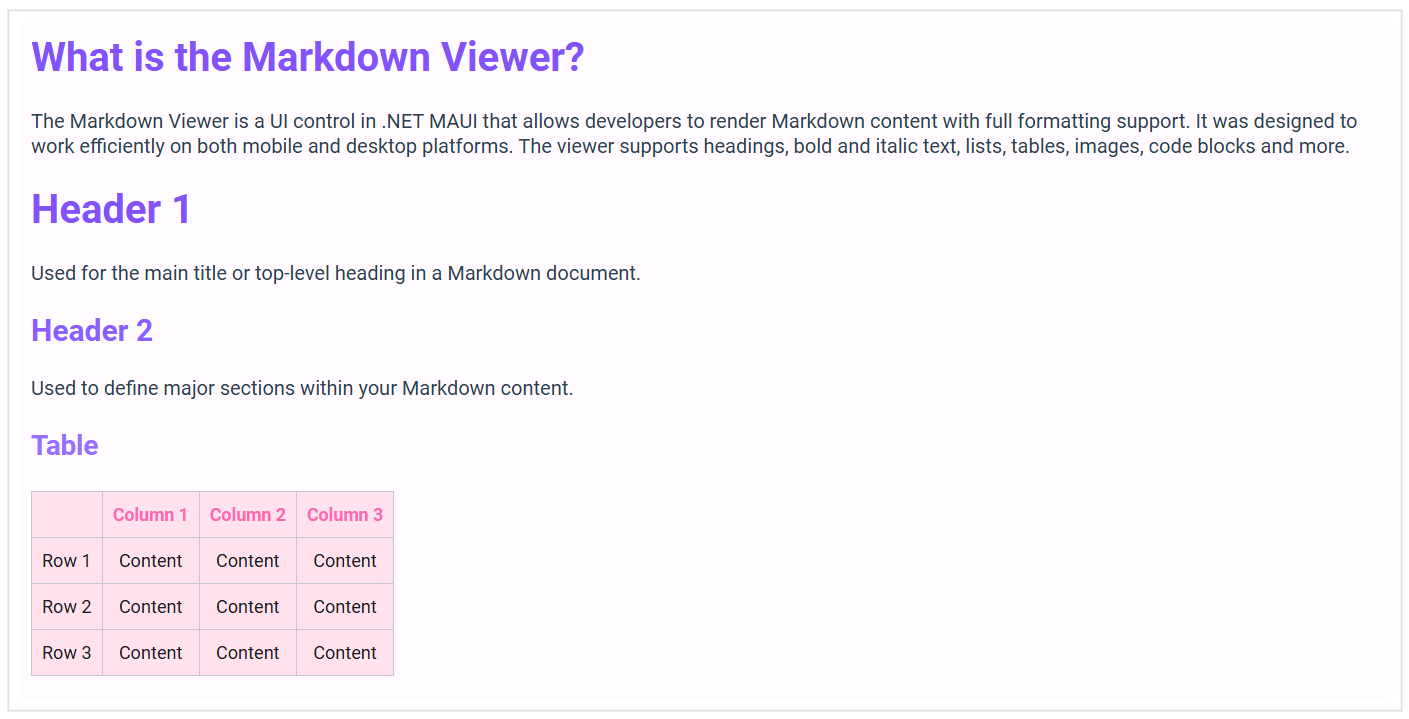 What is the Markdown Viewer?
The Markdown Viewer is a UI control in .NET MAUI that allows developers to render Markdown content with full formatting support. It was designed to
work efficiently on both mobile and desktop platforms. The viewer supports headings, bold and italic text, lists, tables, images, code blocks and more.
Header 1
Used for the main title or top-level heading in a Markdown document.
Header 2
Used to define major sections within your Markdown content.
Table
Column 1 Column 2 Column 3
Row 1 Content Content Content
Row 2 Content Content Content
Row 3 Content Content Content